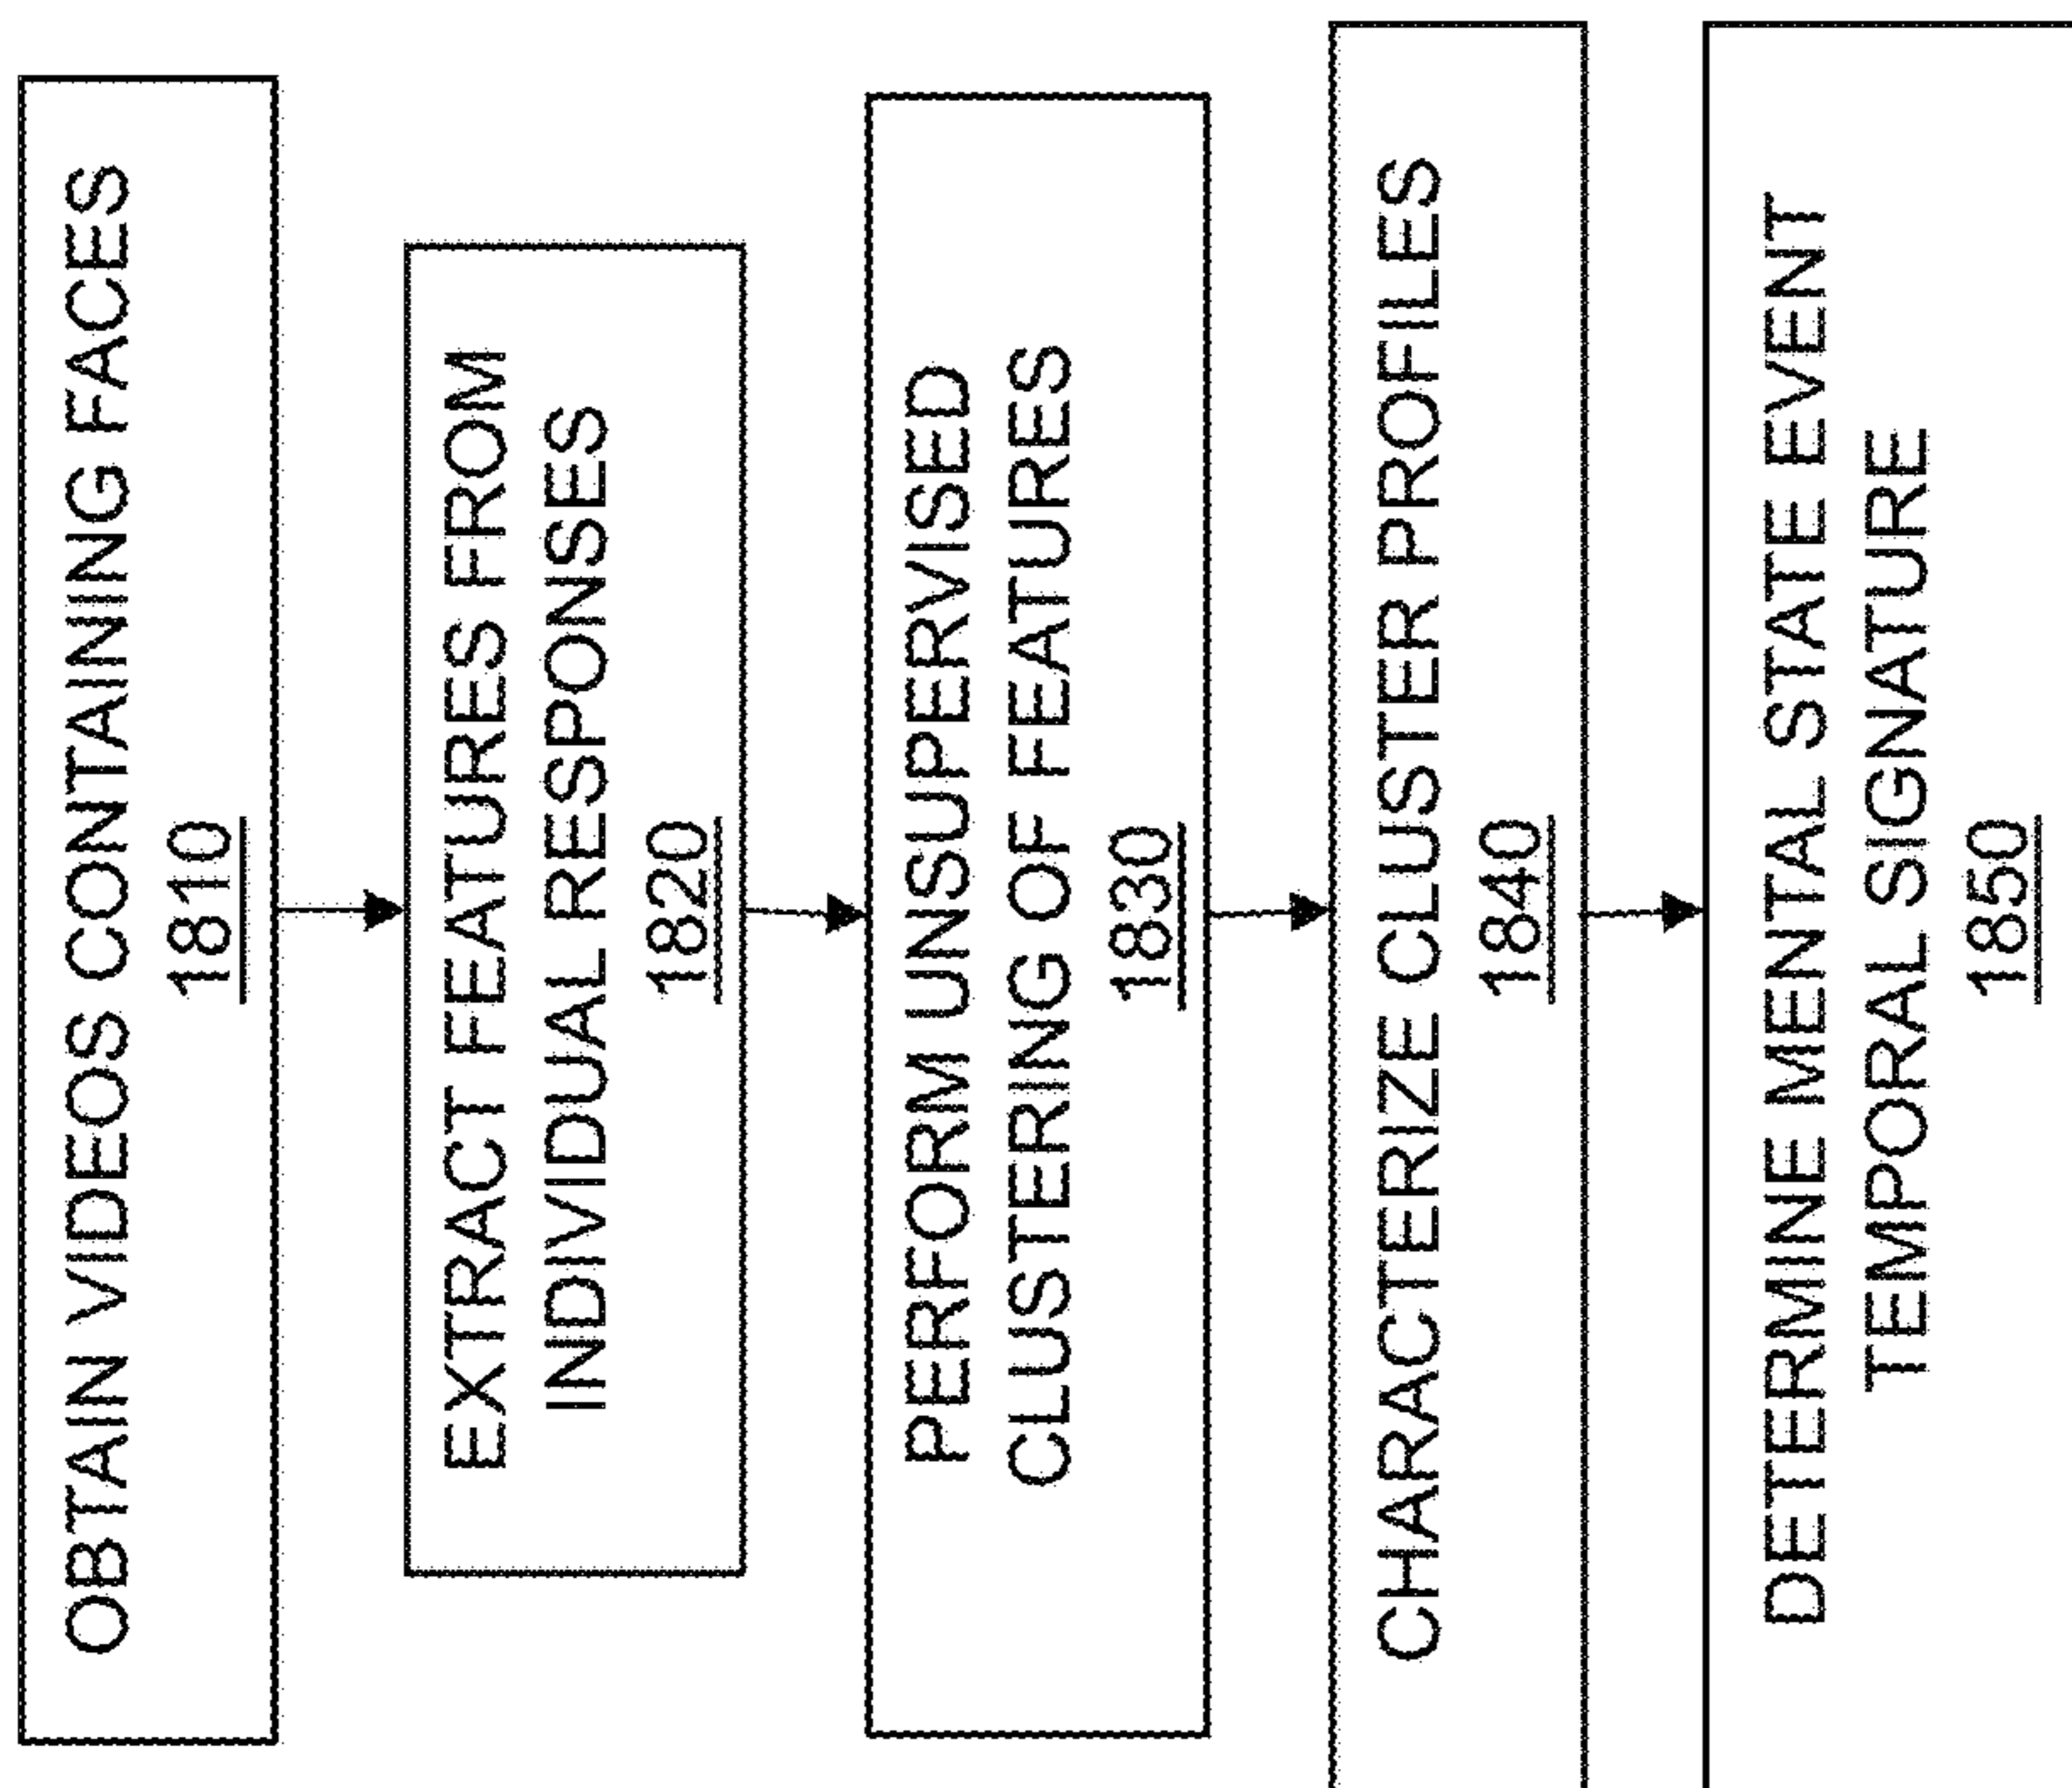 OBTAIN VIDEOS CONTAINING FACES
1810
EXTRACT FEATURES FROM
INDIVIDUAL RESPONSES
1820
PERFORM UNSUPERVISED
CLUSTERING OF FEATURES
1830
CHARACTERIZE CLUSTER PROFILES
1840
DETERMINE MENTAL STATE EVENT
TEMPORAL SIGNATURE
1850